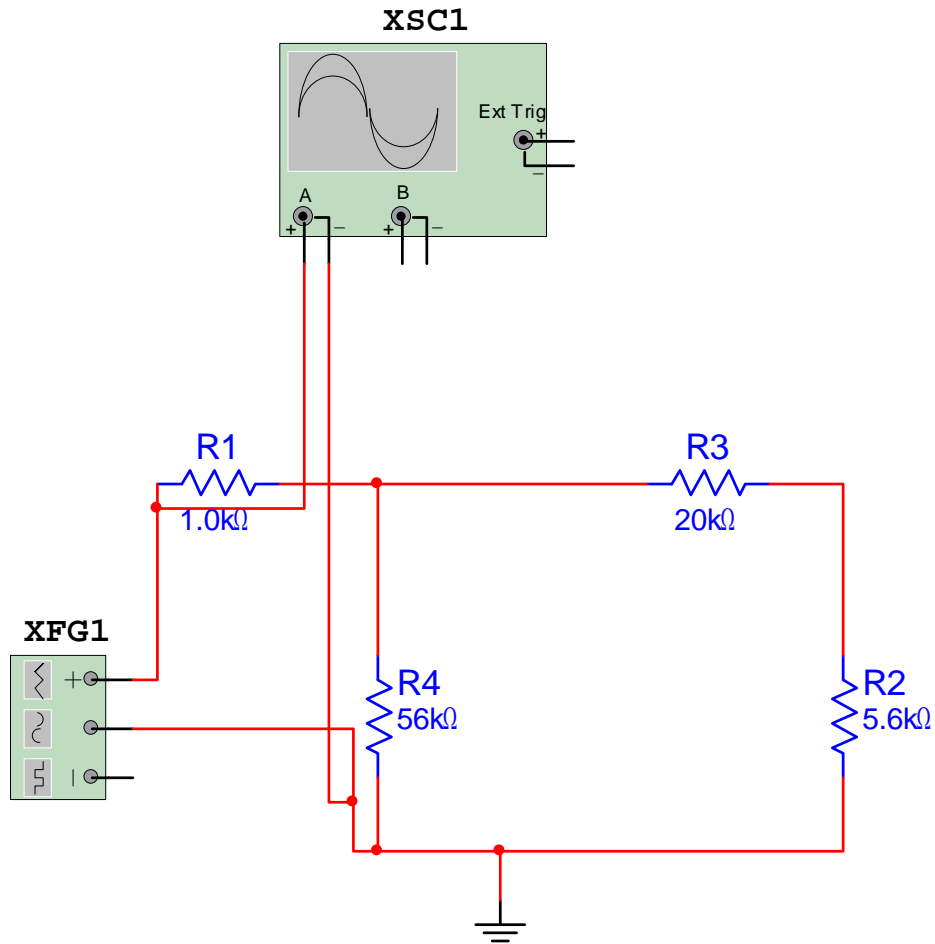 XSC1
Ext Trig
+
−
A
B
+
−
+
−
R1
1.0kΩ
R3
20kΩ
XFG1
+
−
R4
56kΩ
R2
5.6kΩ